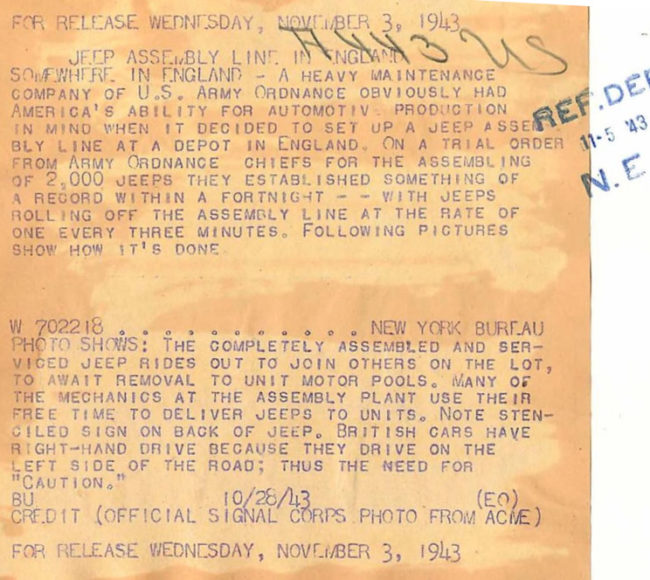 FOR RELEASE WEDNESDAY, NOVEMBER 3, 1943
JEEP ASSEMBLY LINE IN ENGLAND
SOMEWHERE IN ENGLAND - A HEAVY MAINTENANCE
COMPANY OF U.S. ARMY ORDNANCE OBVIOUSLY HAD
AMERICA'S ABILITY FOR AUTOMOTIVE PRODUCTION
IN MIND WHEN IT DECIDED TO SET UP A JEEP ASSEM
BLY LINE AT A DEPOT IN ENGLAND. ON A TRIAL ORDER
FROM ARMY ORDNANCE CHIEFS FOR THE ASSEMBLING
OF 2,000 JEEPS THEY ESTABLISHED SOMETHING OF
A RECORD WITHIN A FORTNIGHT - - WITH JEEPS
ROLLING OFF THE ASSEMBLY LINE AT THE RATE OF
ONE EVERY THREE MINUTES. FOLLOWING PICTURES
SHOW HOW IT'S DONE
REF. DE
11-5 '43
N. E
W 702218 . . . . . . . . . . . . NEW YORK BUREAU
PHOTO SHOWS: THE COMPLETELY ASSEMBLED AND SER-
VICED JEEP RIDES OUT TO JOIN OTHERS ON THE LOT,
TO AWAIT REMOVAL TO UNIT MOTOR POOLS. MANY OF
THE MECHANICS AT THE ASSEMBLY PLANT USE THEIR
FREE TIME TO DELIVER JEEPS TO UNITS. NOTE STEN-
CILED SIGN ON BACK OF JEEP. BRITISH CARS HAVE
RIGHT-HAND DRIVE BECAUSE THEY DRIVE ON THE
LEFT SIDE OF THE ROAD; THUS THE NEED FOR
"CAUTION."
BU 10/28/43 (EO)
CREDIT (OFFICIAL SIGNAL CORPS PHOTO FROM ACME)
FOR RELEASE WEDNESDAY, NOVEMBER 3, 1943